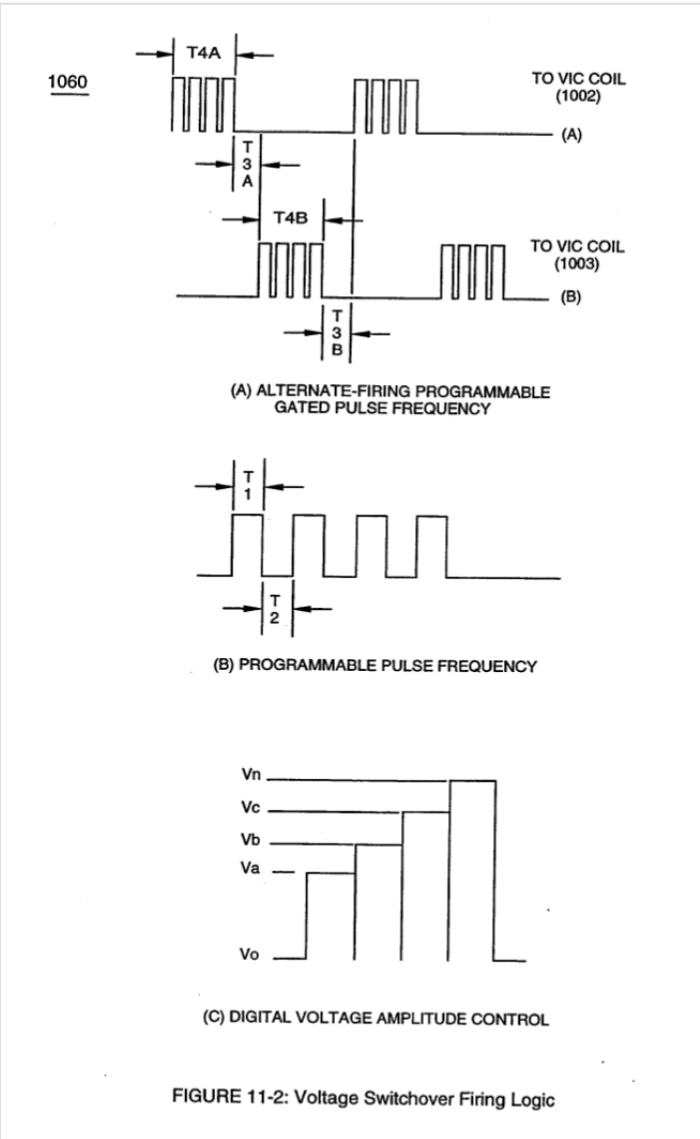 1060
T4A
TO VIC COIL
(1002)
(A)
T
3
A
T4B
TO VIC COIL
(1003)
(B)
T
3
B
(A) ALTERNATE-FIRING PROGRAMMABLE
GATED PULSE FREQUENCY
T
1
T
2
(B) PROGRAMMABLE PULSE FREQUENCY
Vn
Vc
Vb
Va
Vo
(C) DIGITAL VOLTAGE AMPLITUDE CONTROL
FIGURE 11-2: Voltage Switchover Firing Logic